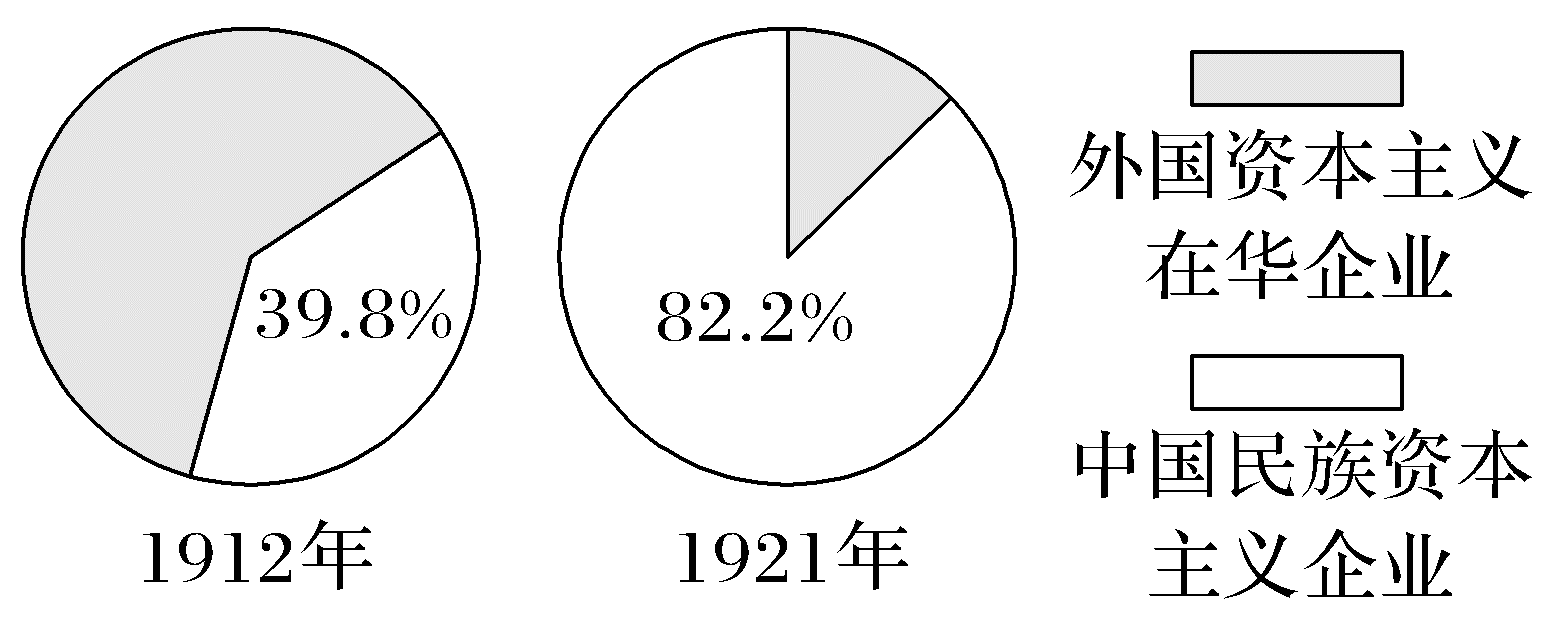 39.8%
1912年
82.2%
1921年
外国资本主义
在华企业
中国民族资本
主义企业